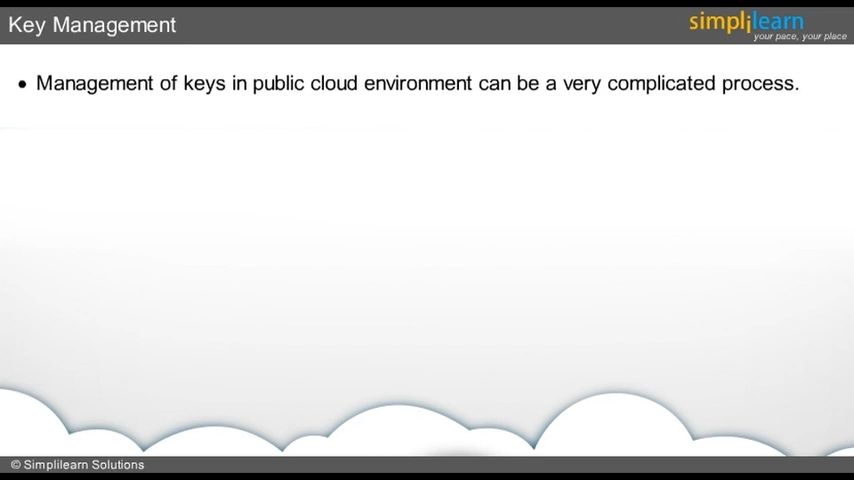 Key Management
simplilearn
your pace, your place
• Management of keys in public cloud environment can be a very complicated process.
© Simplilearn Solutions